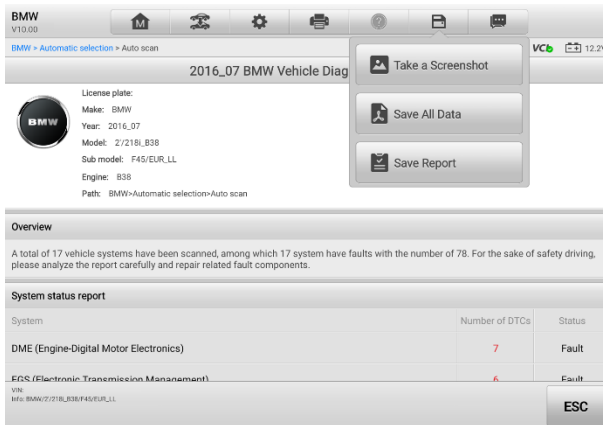 BMW
V10.00
M
?
BMW > Automatic selection > Auto scan
VCI
12.2V
2016_07 BMW Vehicle Diag
Take a Screenshot
Save All Data
Save Report
BMW
License plate:
Make: BMW
Year: 2016_07
Model: 2'/218i_B38
Sub model: F45/EUR_LL
Engine: B38
Path: BMW>Automatic selection>Auto scan
Overview
A total of 17 vehicle systems have been scanned, among which 17 system have faults with the number of 78. For the sake of safety driving,
please analyze the report carefully and repair related fault components.
System status report
System Number of DTCs Status
DME (Engine-Digital Motor Electronics) 7 Fault
EGS (Electronic Transmission Management) 6 Fault
VIN:
Info: BMW/2'/218i_B38/F45/EUR_LL
ESC